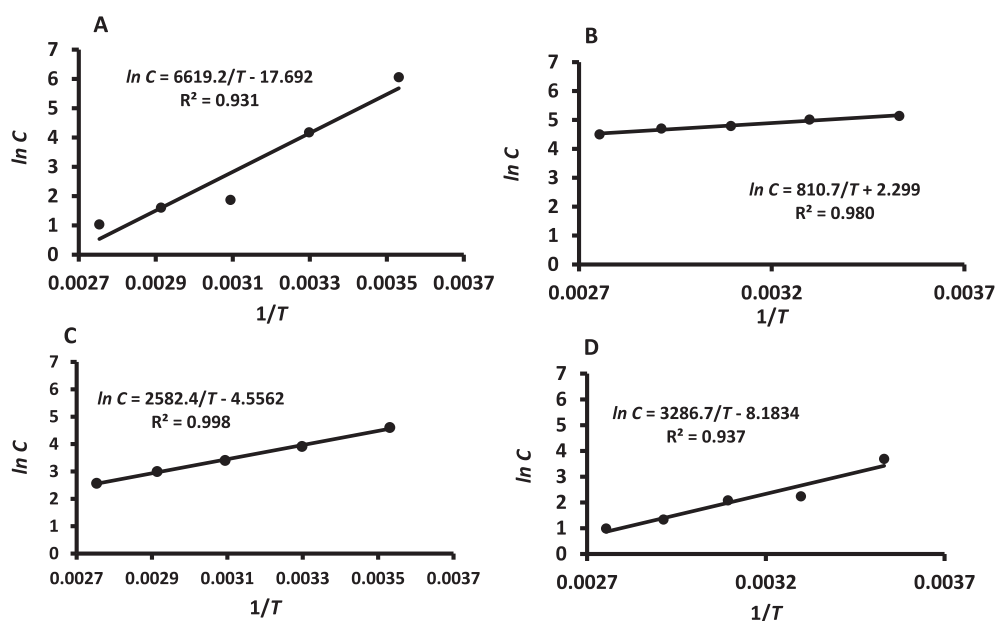 A
7
6
5
4
3
2
1
0
ln C
ln C = 6619.2/T - 17.692
R² = 0.931
0.0027 0.0029 0.0031 0.0033 0.0035 0.0037
1/T
B
7
6
5
4
3
2
1
0
ln C
ln C = 810.7/T + 2.299
R² = 0.980
0.0027 0.0032 0.0037
1/T
C
7
6
5
4
3
2
1
0
ln C
ln C = 2582.4/T - 4.5562
R² = 0.998
0.0027 0.0029 0.0031 0.0033 0.0035 0.0037
1/T
D
7
6
5
4
3
2
1
0
ln C
ln C = 3286.7/T - 8.1834
R² = 0.937
0.0027 0.0032 0.0037
1/T